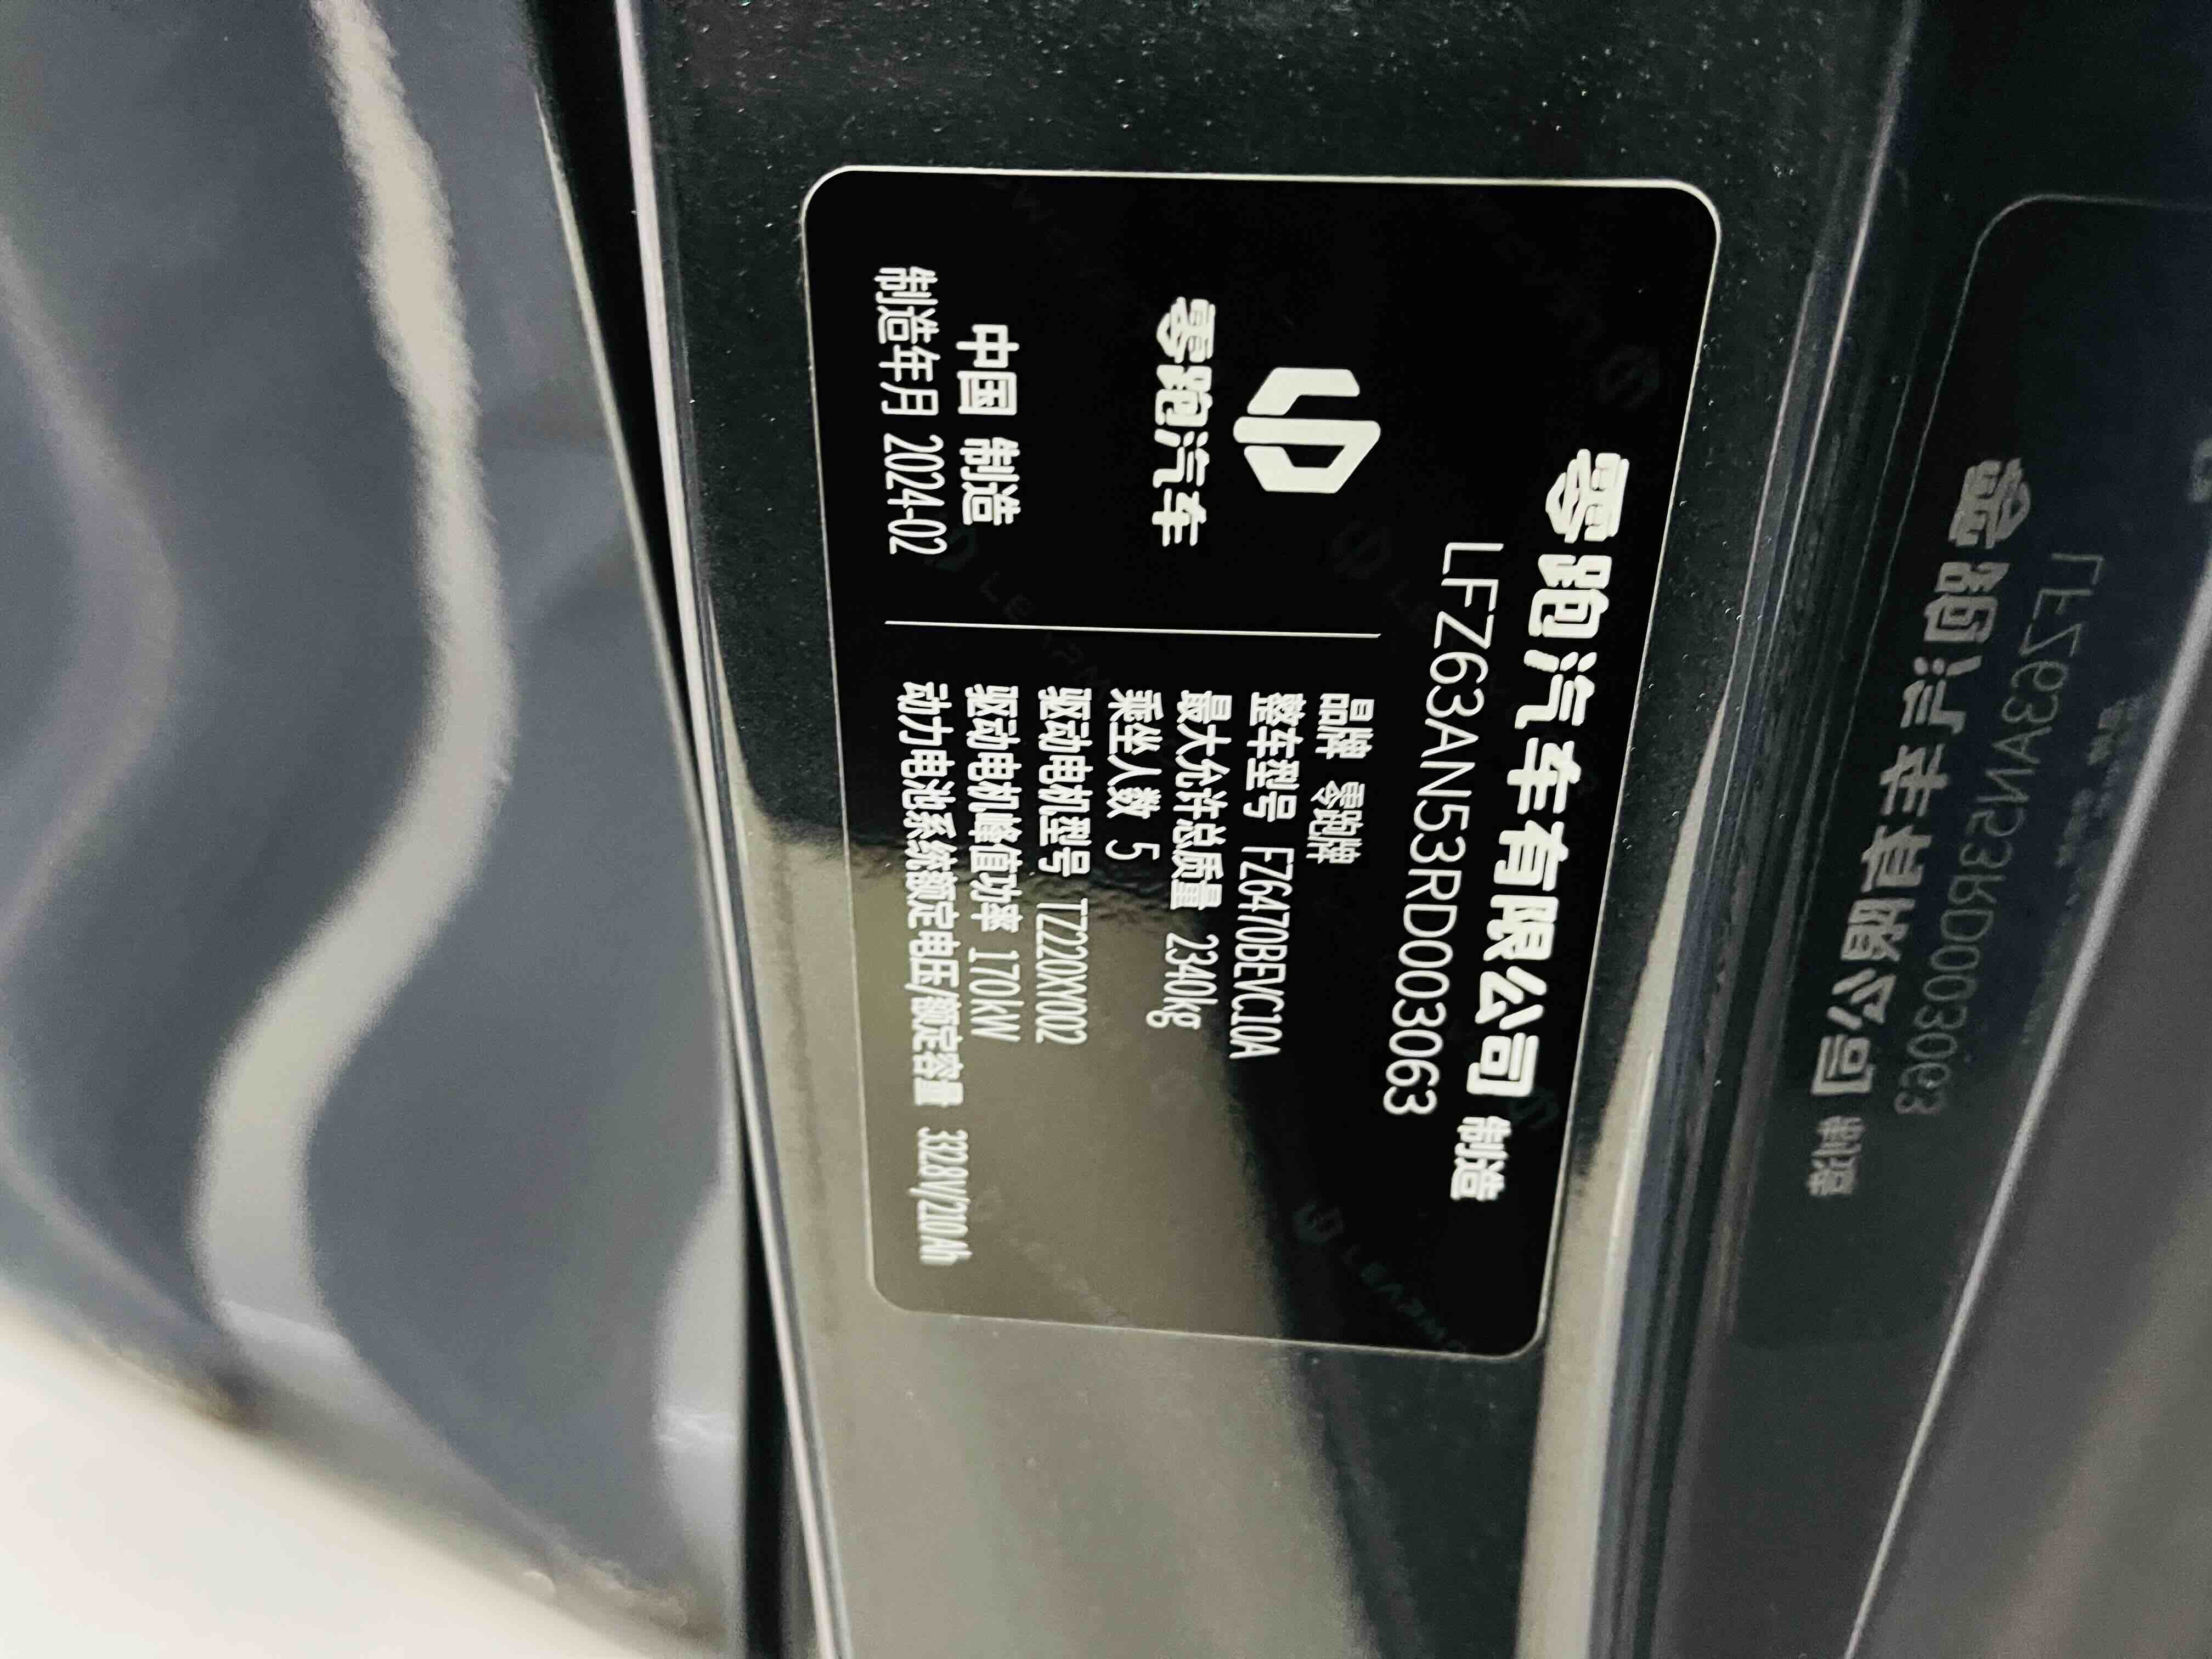 零跑汽车有限公司 制造
LFZ63AN53RD003063
零跑汽车
中国 制造
制造年月 2024-02
品牌 零跑牌
整车型号 FZ6470BEVC10A
最大允许总质量 2340kg
乘坐人数 5
驱动电机型号 TZ220XY002
驱动电机峰值功率 170kW
动力电池系统额定电压/额定容量 332.8V/210Ah